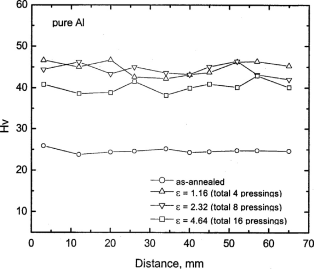 60
50
40
30
20
10
Hv
pure Al
as-annealed
ε = 1.16 (total 4 pressings)
ε = 2.32 (total 8 pressings)
ε = 4.64 (total 16 pressings)
0 10 20 30 40 50 60 70
Distance, mm